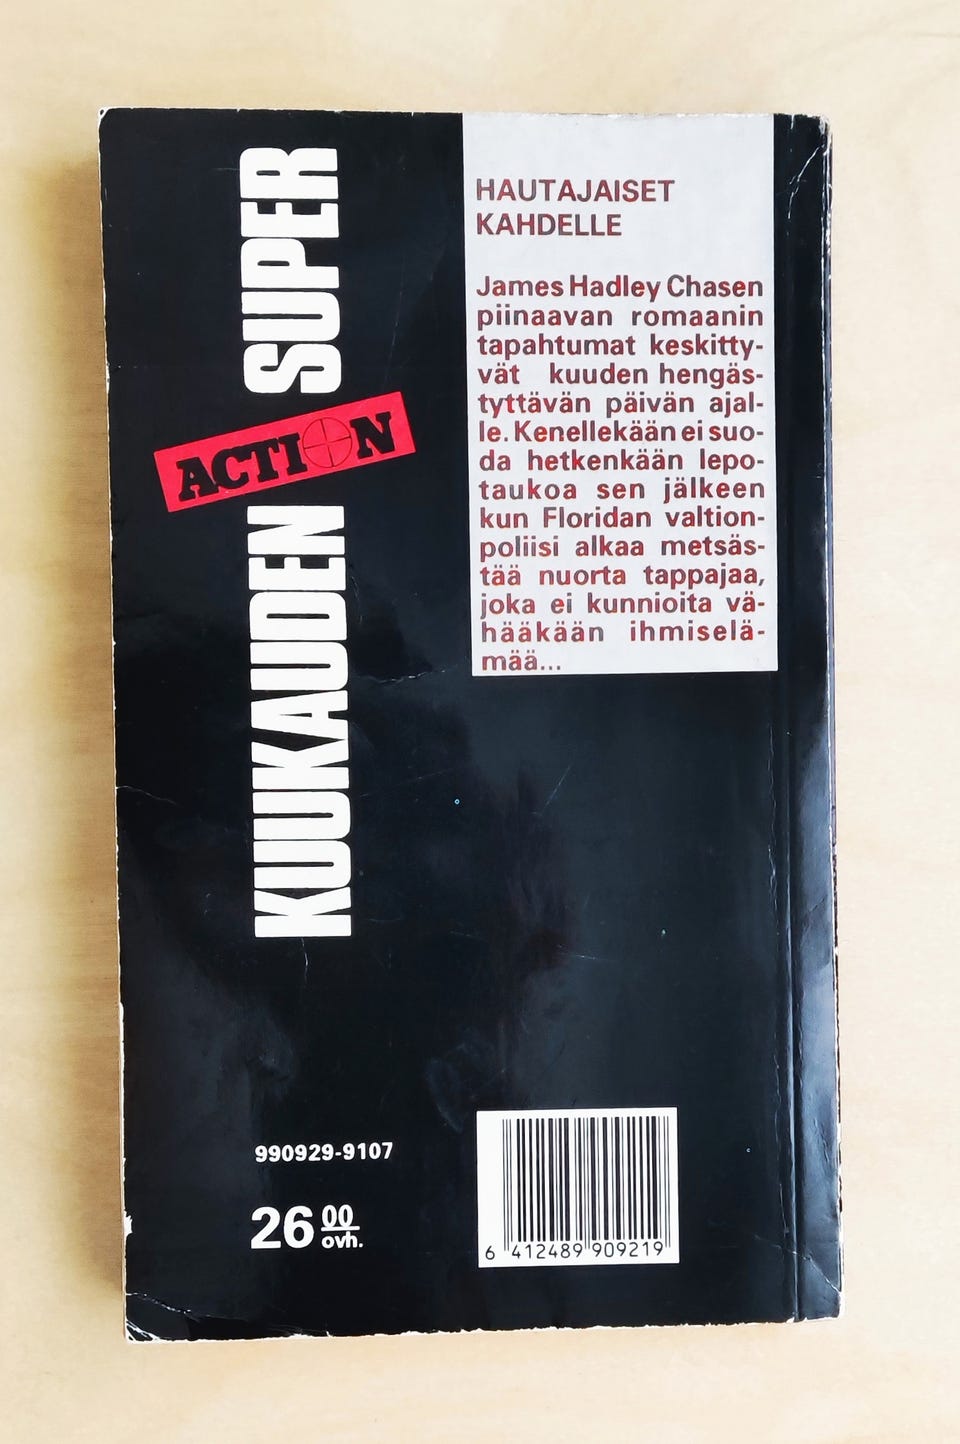 KUUKAUDEN SUPER
ACTION
HAUTAJAISET
KAHDELLE
James Hadley Chasen
piinaavan romaanin
tapahtumat keskitty-
vät kuuden hengäs-
tyttävän päivän ajal-
le. Kenellekään ei suo-
da hetkenkään lepo-
taukoa sen jälkeen
kun Floridan valtion-
poliisi alkaa metsäs-
tää nuorta tappajaa,
joka ei kunnioita vä-
hääkään ihmiselä-
mää...
990929-9107
26 00
ovh.
6 412489 909219